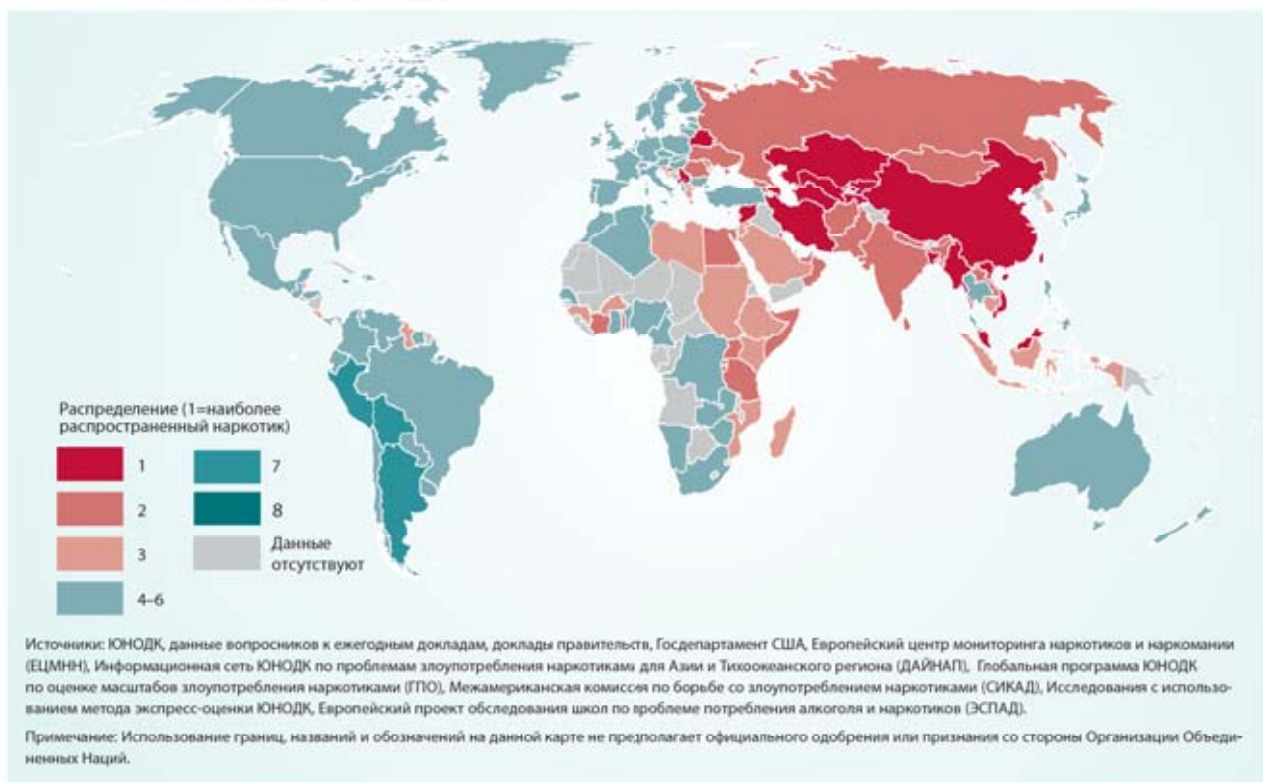 Распределение (1=наиболее
распространенный наркотик)
1
2
3
4–6
7
8
Данные
отсутствуют
Источники: ЮНОДК, данные вопросников к ежегодным докладам, доклады правительств, Госдепартамент США, Европейский центр мониторинга наркотиков и наркомании
(ЕЦМНН), Информационная сеть ЮНОДК по проблемам злоупотребления наркотиками для Азии и Тихоокеанского региона (ДАЙНАП), Глобальная программа ЮНОДК
по оценке масштабов злоупотребления наркотиками (ГПО), Межамериканская комиссия по борьбе со злоупотреблением наркотиками (СИКАД), Исследования с использо-
ванием метода экспресс-оценки ЮНОДК, Европейский проект обследования школ по проблеме потребления алкоголя и наркотиков (ЭСПАД).
Примечание: Использование границ, названий и обозначений на данной карте не предполагает официального одобрения или признания со стороны Организации Объеди-
ненных Наций.